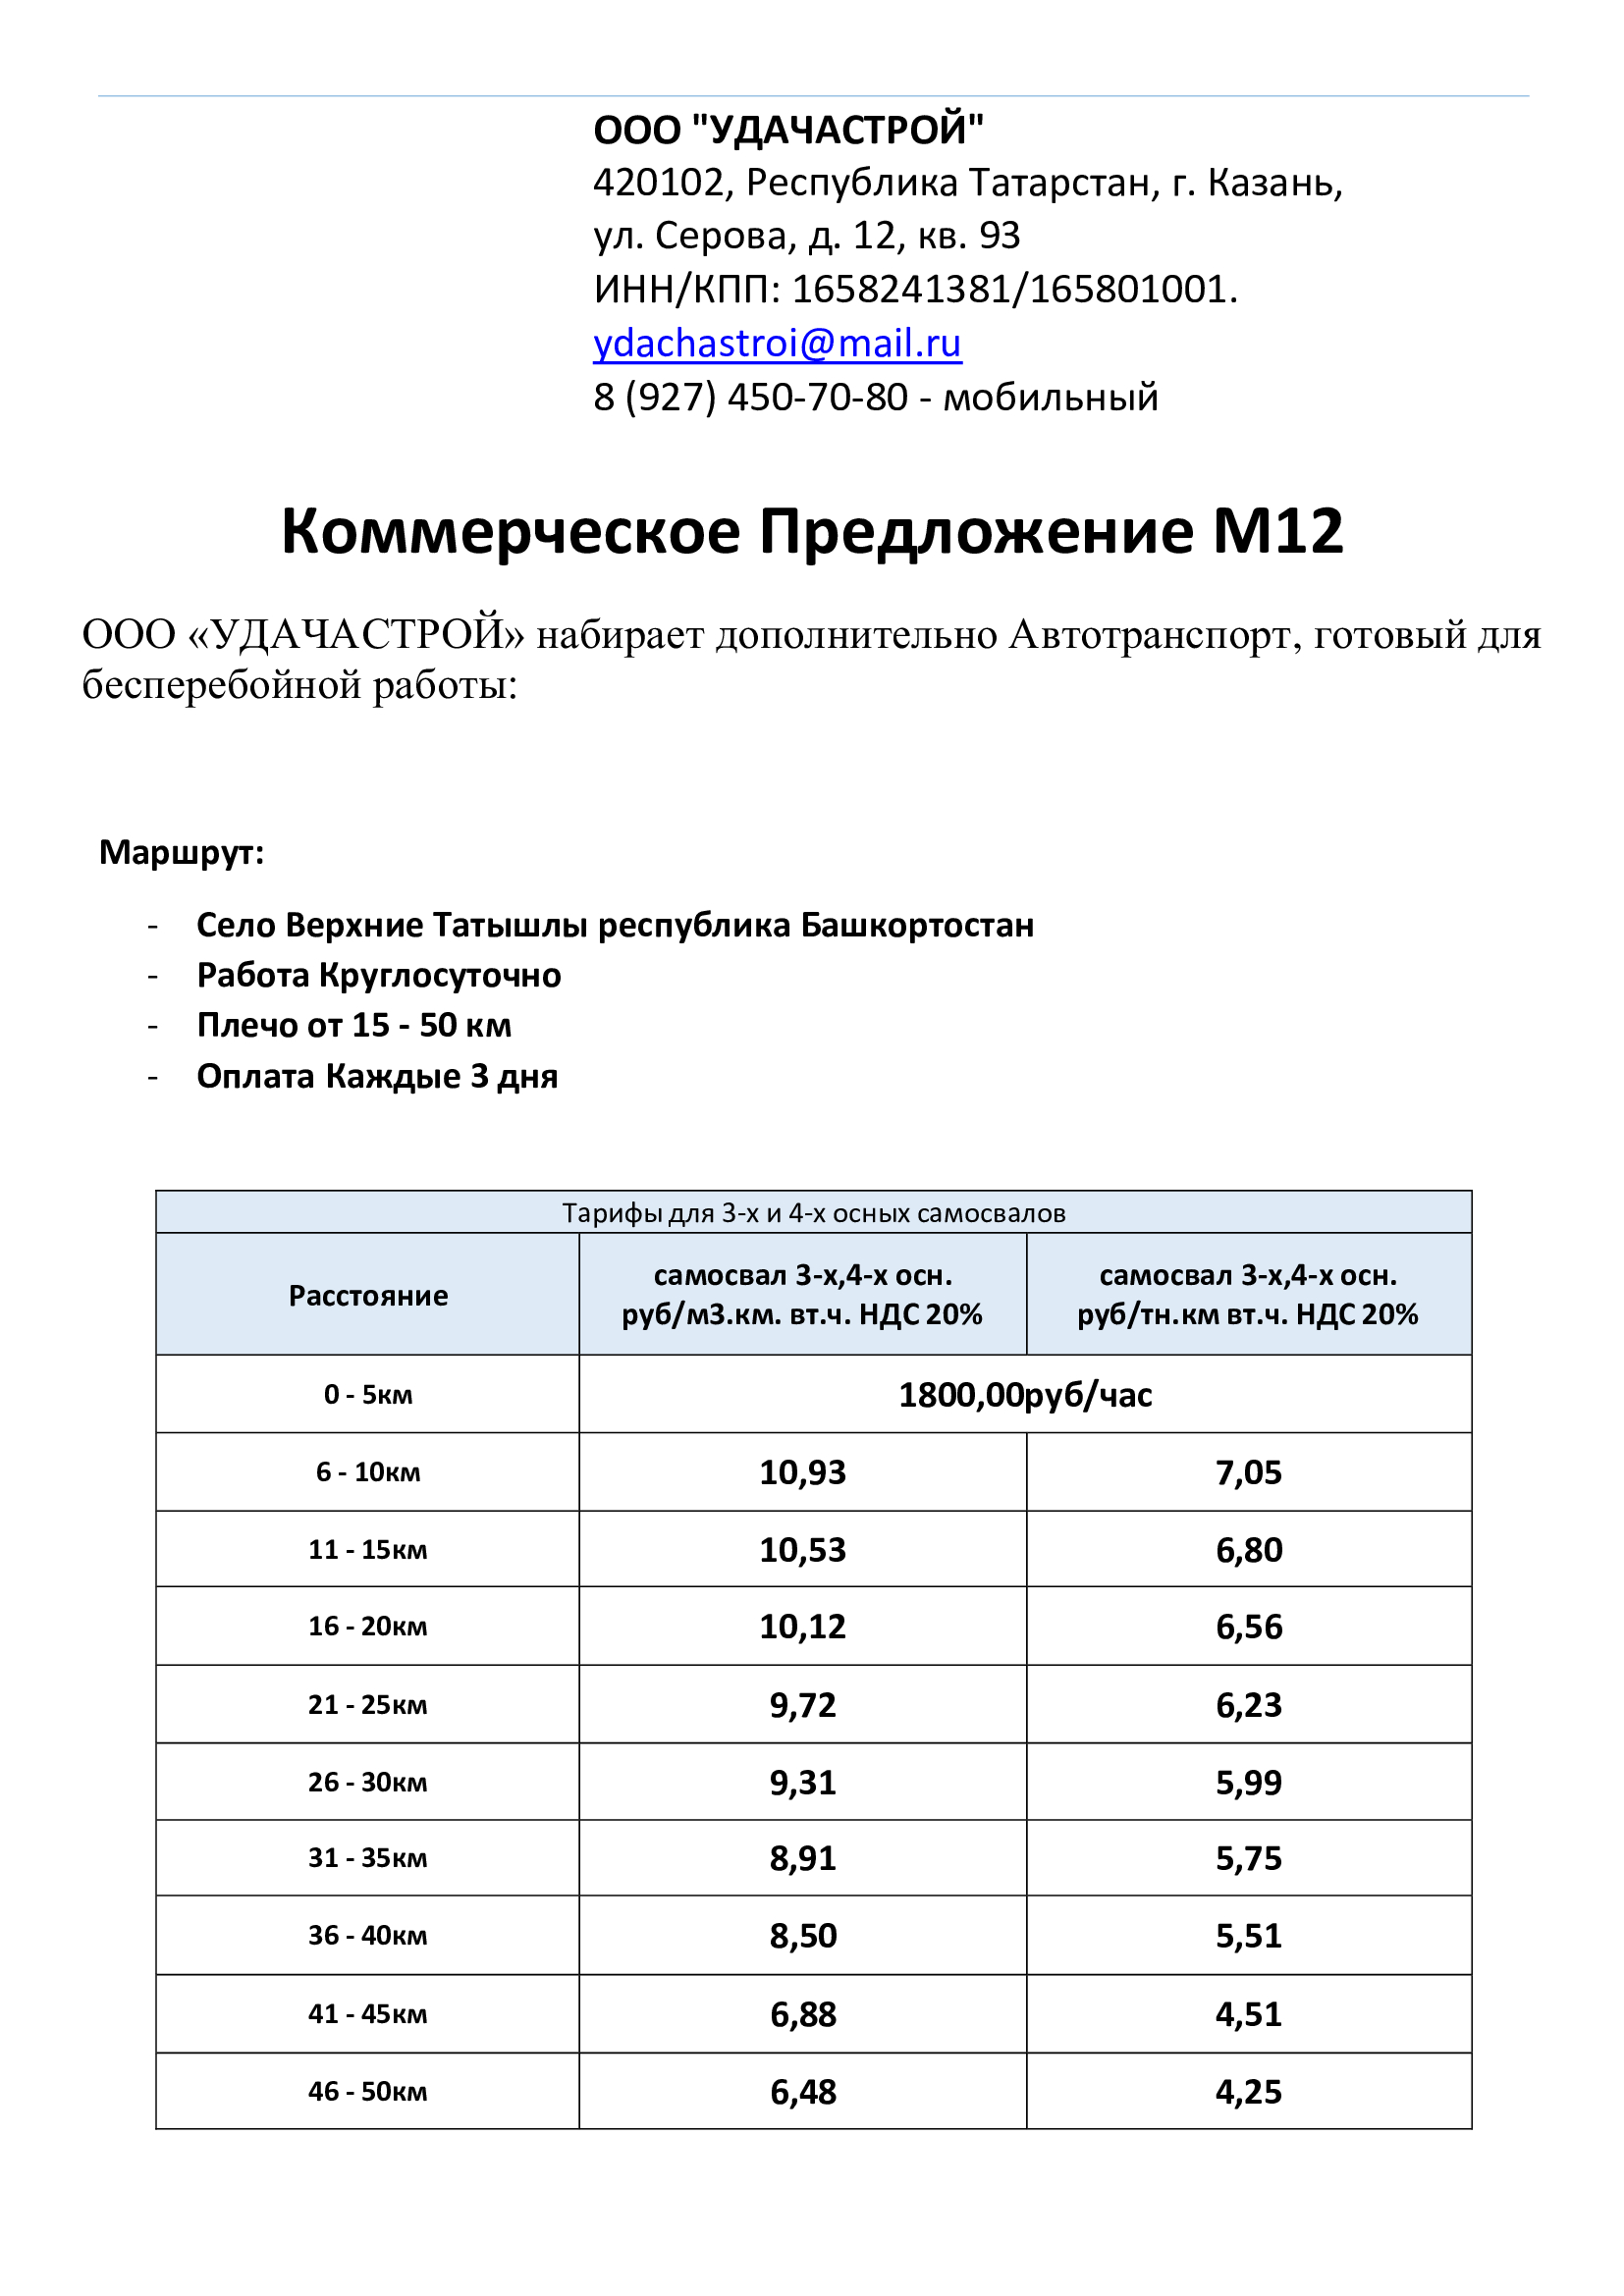 ООО "УДАЧАСТРОЙ"
420102, Республика Татарстан, г. Казань,
ул. Серова, д. 12, кв. 93
ИНН/КПП: 1658241381/165801001.
ydachastroi@mail.ru
8 (927) 450-70-80 - мобильный
Коммерческое Предложение М12
ООО «УДАЧАСТРОЙ» набирает дополнительно Автотранспорт, готовый для
бесперебойной работы:
Маршрут:
- Село Верхние Татышлы республика Башкортостан
- Работа Круглосуточно
- Плечо от 15 - 50 км
- Оплата Каждые 3 дня
Тарифы для 3-х и 4-х осных самосвалов
Расстояние
самосвал 3-х,4-х осн.
руб/м3.км. вт.ч. НДС 20%
самосвал 3-х,4-х осн.
руб/тн.км вт.ч. НДС 20%
0 - 5км 1800,00руб/час
6 - 10км 10,93 7,05
11 - 15км 10,53 6,80
16 - 20км 10,12 6,56
21 - 25км 9,72 6,23
26 - 30км 9,31 5,99
31 - 35км 8,91 5,75
36 - 40км 8,50 5,51
41 - 45км 6,88 4,51
46 - 50км 6,48 4,25